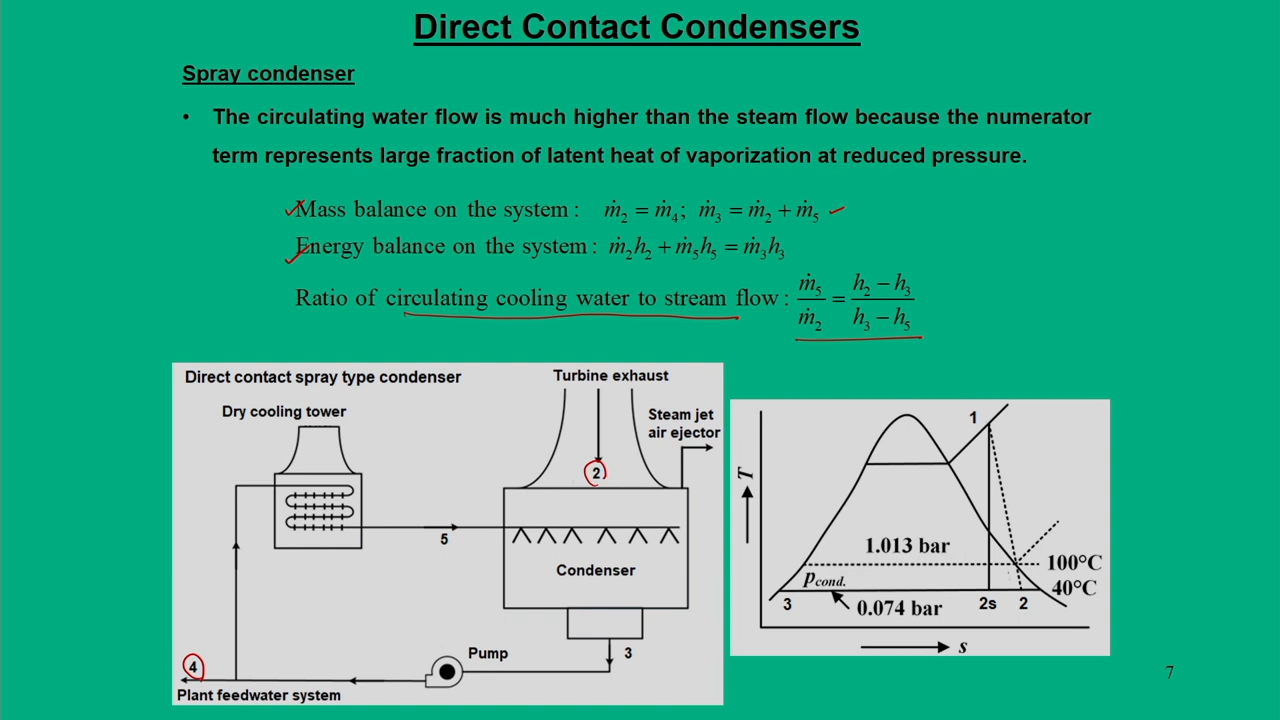 Direct Contact Condensers
Spray condenser
• The circulating water flow is much higher than the steam flow because the numerator
term represents large fraction of latent heat of vaporization at reduced pressure.
Mass balance on the system : ṁ₂ = ṁ₄; ṁ₃ = ṁ₂ + ṁ₅
Energy balance on the system : ṁ₂h₂ + ṁ₅h₅ = ṁ₃h₃
Ratio of circulating cooling water to stream flow : ṁ₅/ṁ₂ = (h₂ − h₃)/(h₃ − h₅)
Direct contact spray type condenser
Turbine exhaust
Dry cooling tower
Steam jet
air ejector
2
5
Condenser
3
Pump
4
Plant feedwater system
1
T
1.013 bar
100°C
Pcond.
40°C
3
0.074 bar
2s
2
s
7